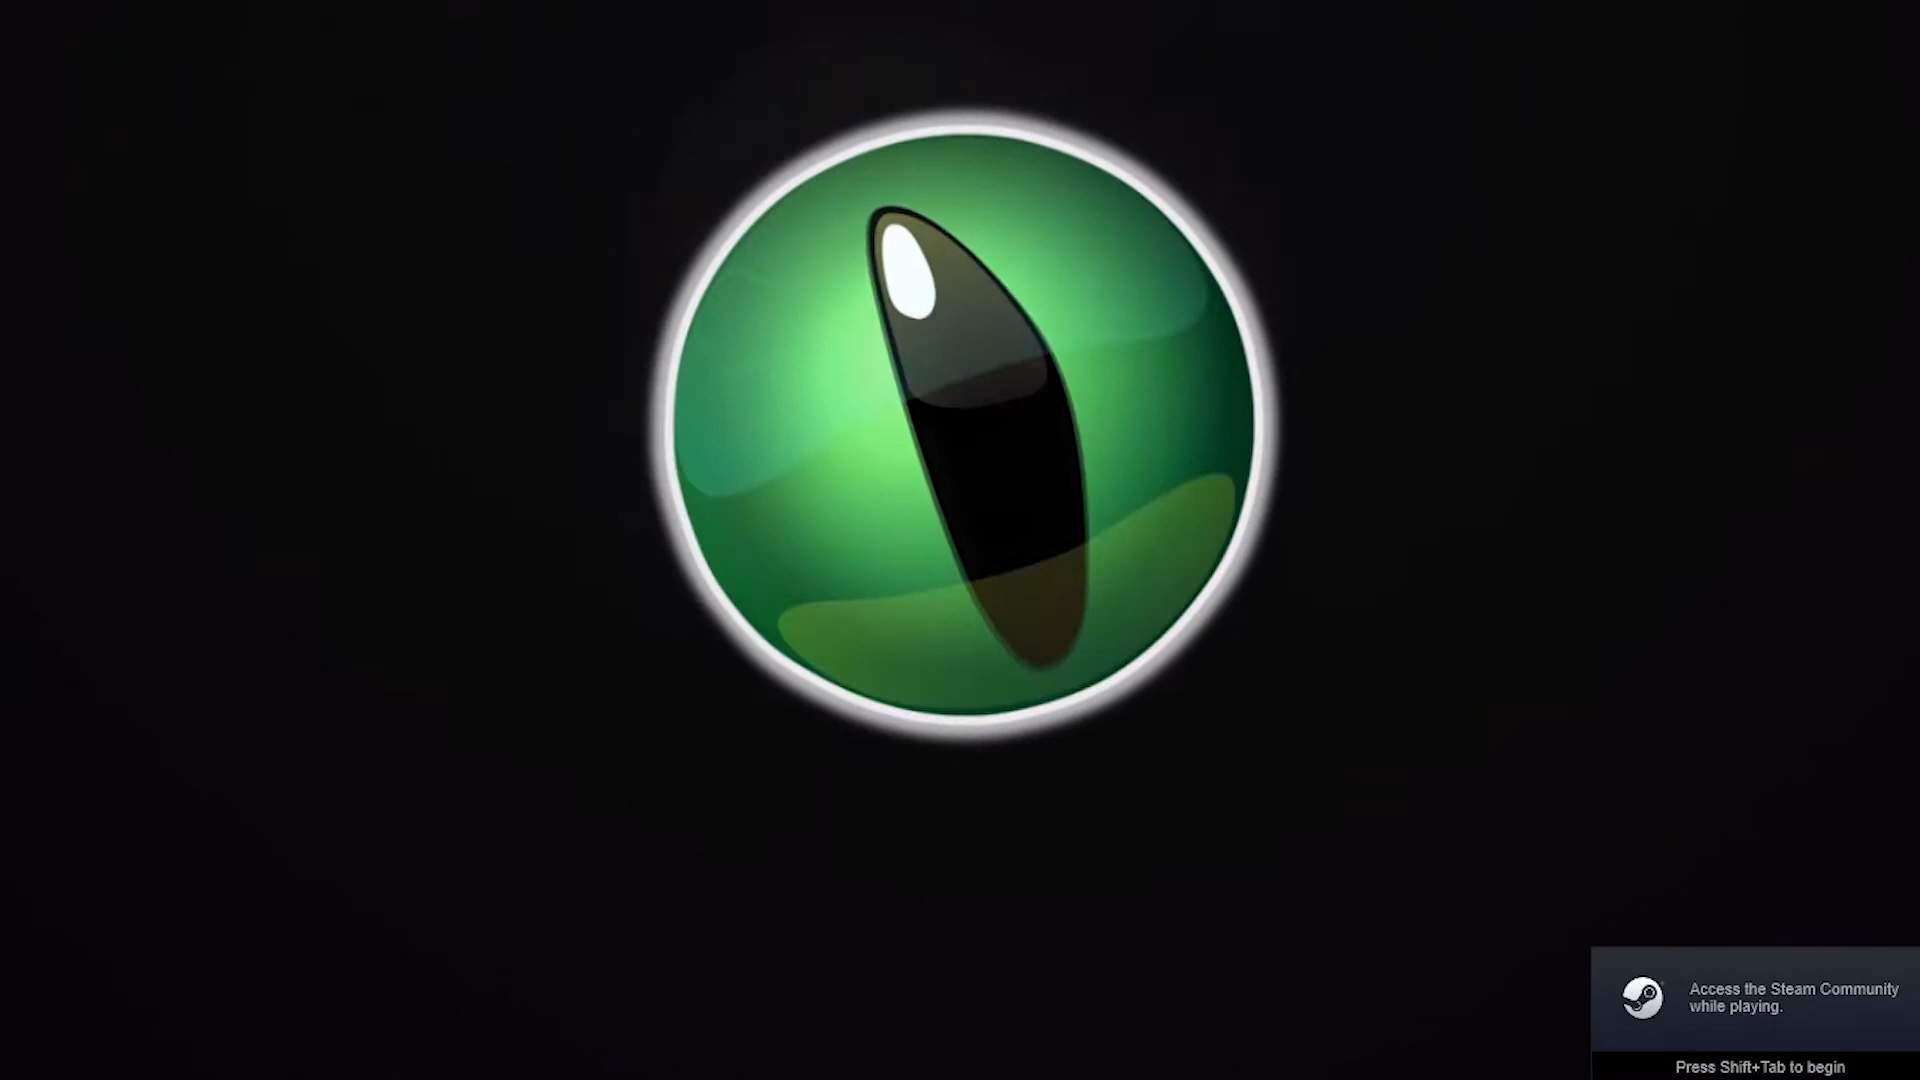 Access the Steam Community
while playing.
Press Shift+Tab to begin